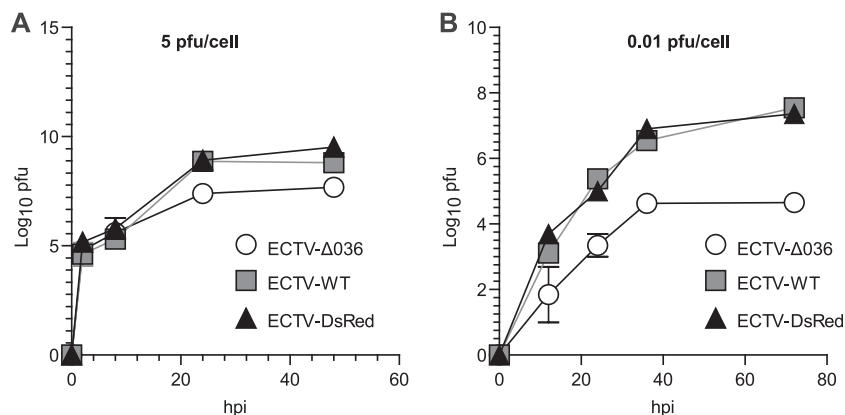 A
5 pfu/cell
15
10
5
0
Log10 pfu
0
20
40
60
hpi
ECTV-Δ036
ECTV-WT
ECTV-DsRed
B
0.01 pfu/cell
10
8
6
4
2
0
Log10 pfu
0
20
40
60
80
hpi
ECTV-Δ036
ECTV-WT
ECTV-DsRed